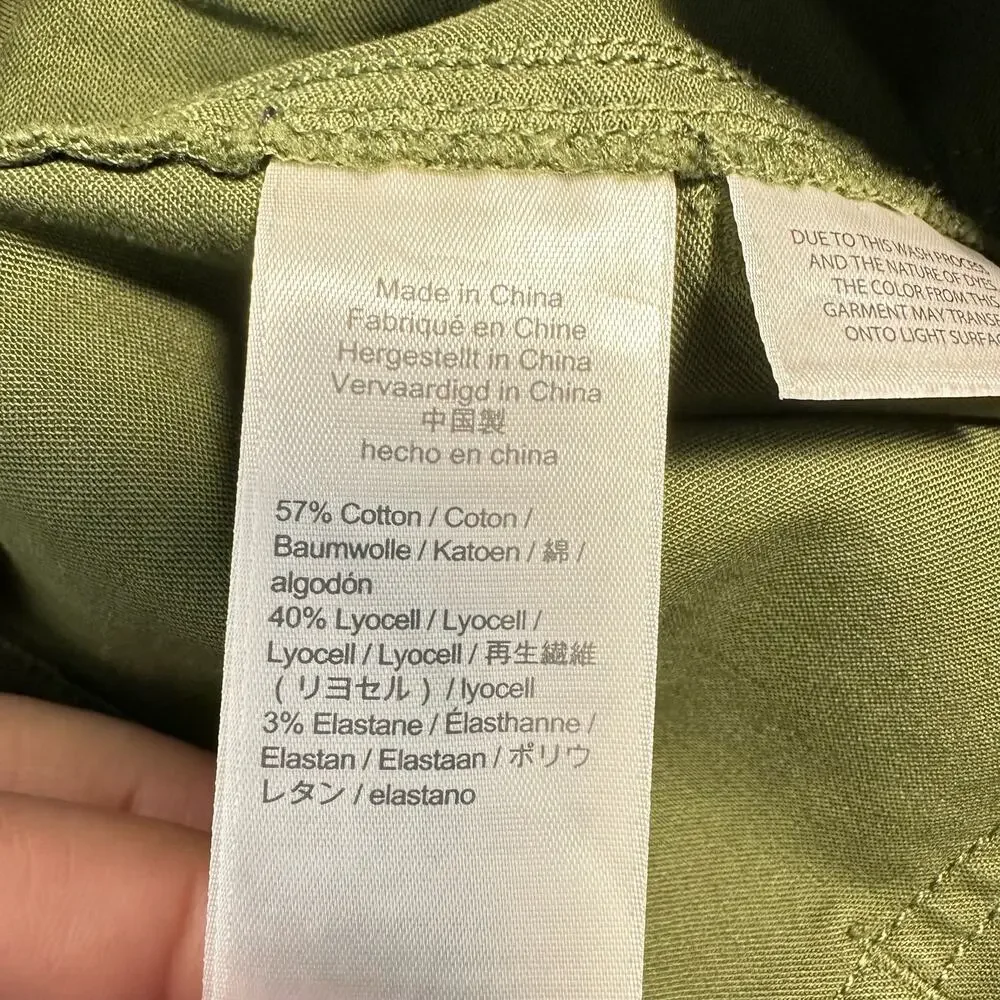 Made in China
Fabriqué en Chine
Hergestellt in China
Vervaardigd in China
中国製
hecho en china
57% Cotton / Coton /
Baumwolle / Katoen / 綿 /
algodón
40% Lyocell / Lyocell /
Lyocell / Lyocell / 再生繊維
( リヨセル ) / lyocell
3% Elastane / Élasthanne /
Elastan / Elastaan / ポリウ
レタン / elastano
DUE TO THIS WASH
AND THE NATURE OF DYES
THE COLOR FROM THIS
GARMENT MAY
ONTO LIGHT